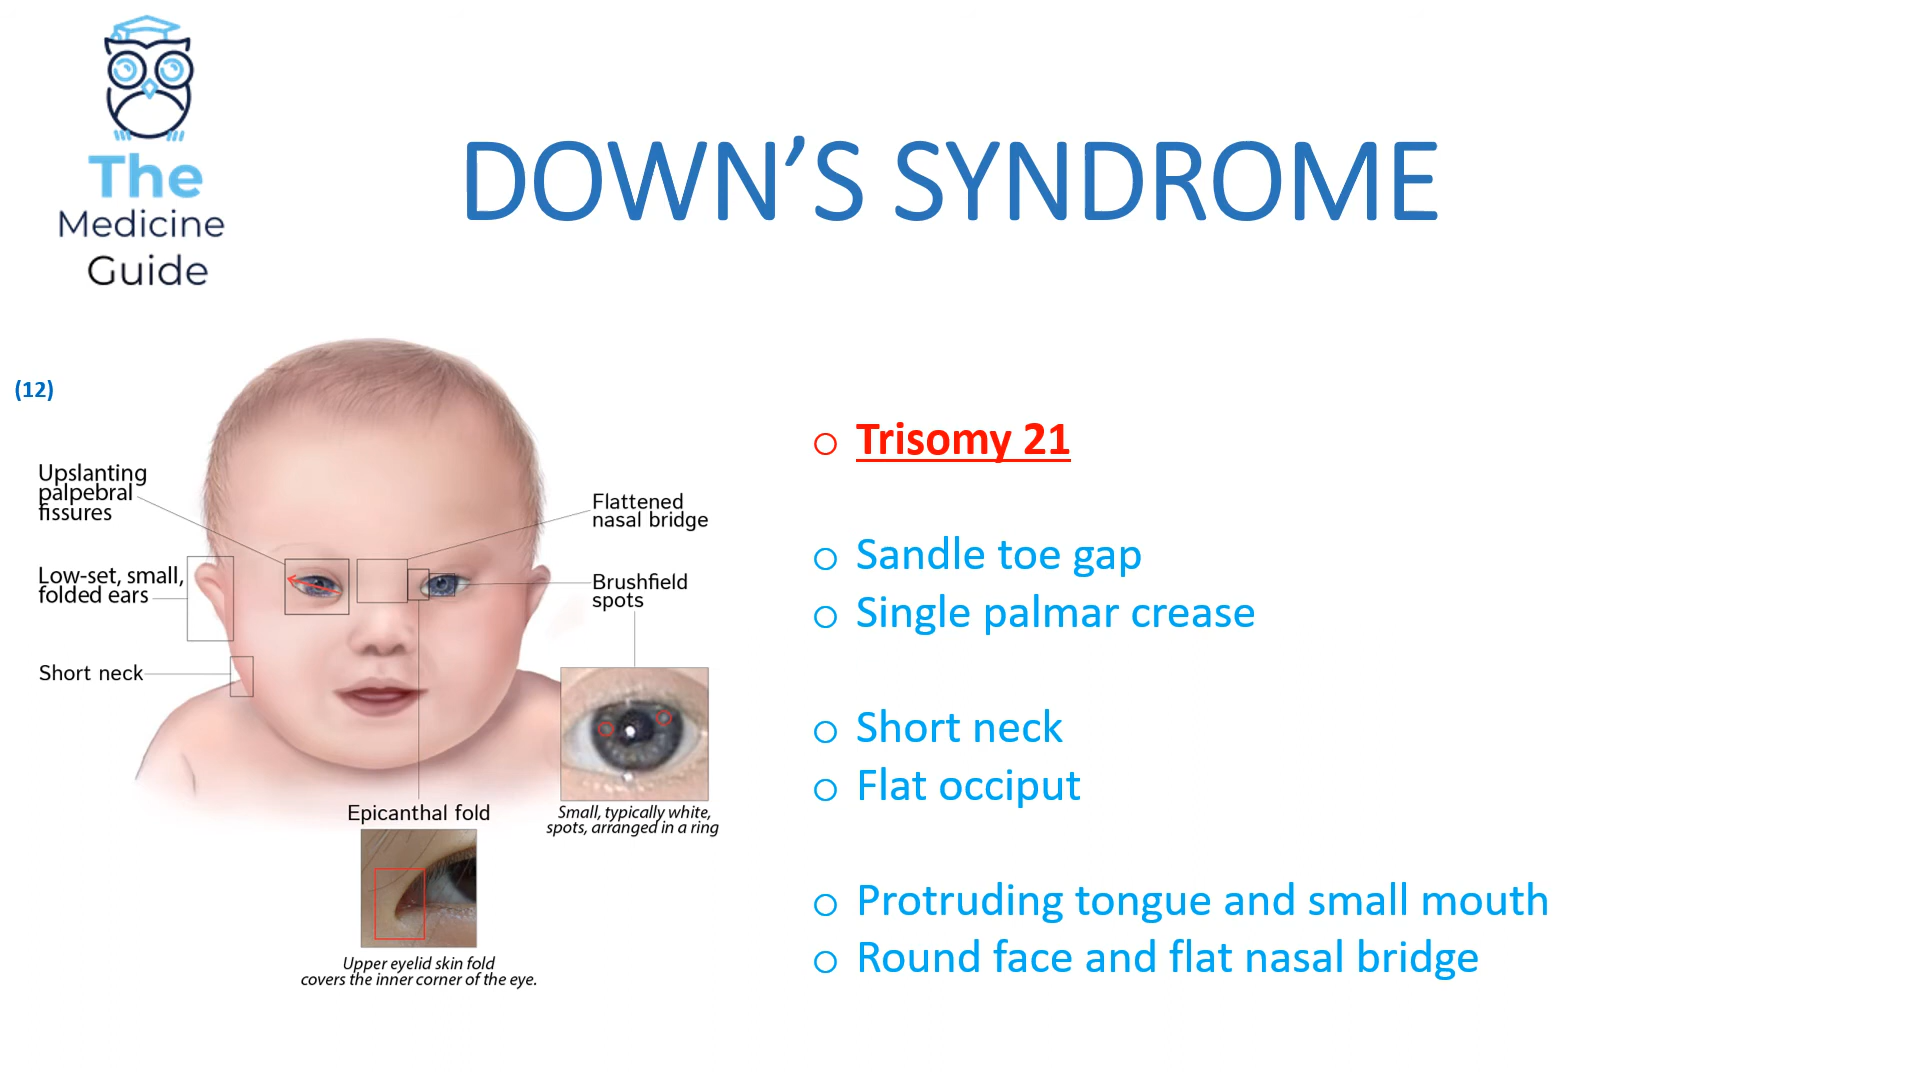 The
Medicine
Guide
DOWN’S SYNDROME
(12)
Upslanting
palpebral
fissures
Low-set, small,
folded ears
Short neck
Flattened
nasal bridge
Brushfield
spots
Small, typically white,
spots, arranged in a ring
Epicanthal fold
Upper eyelid skin fold
covers the inner corner of the eye.
Trisomy 21
Sandle toe gap
Single palmar crease
Short neck
Flat occiput
Protruding tongue and small mouth
Round face and flat nasal bridge